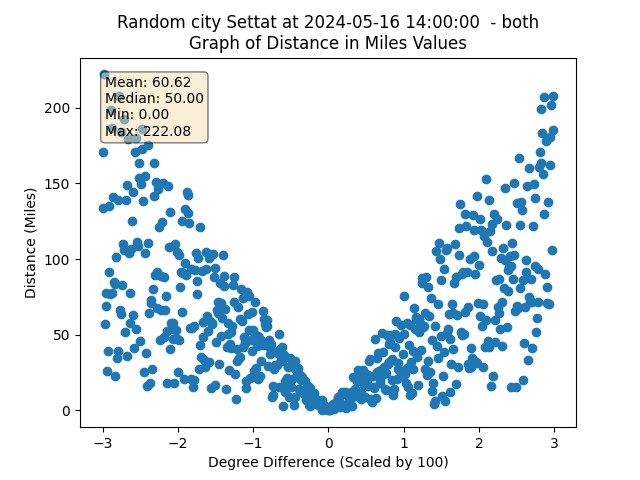 Random city Settat at 2024-05-16 14:00:00  - both
Graph of Distance in Miles Values
Mean: 60.62
Median: 50.00
Min: 0.00
Max: 222.08
Distance (Miles)
200
150
100
50
0
−3 −2 −1 0 1 2 3
Degree Difference (Scaled by 100)